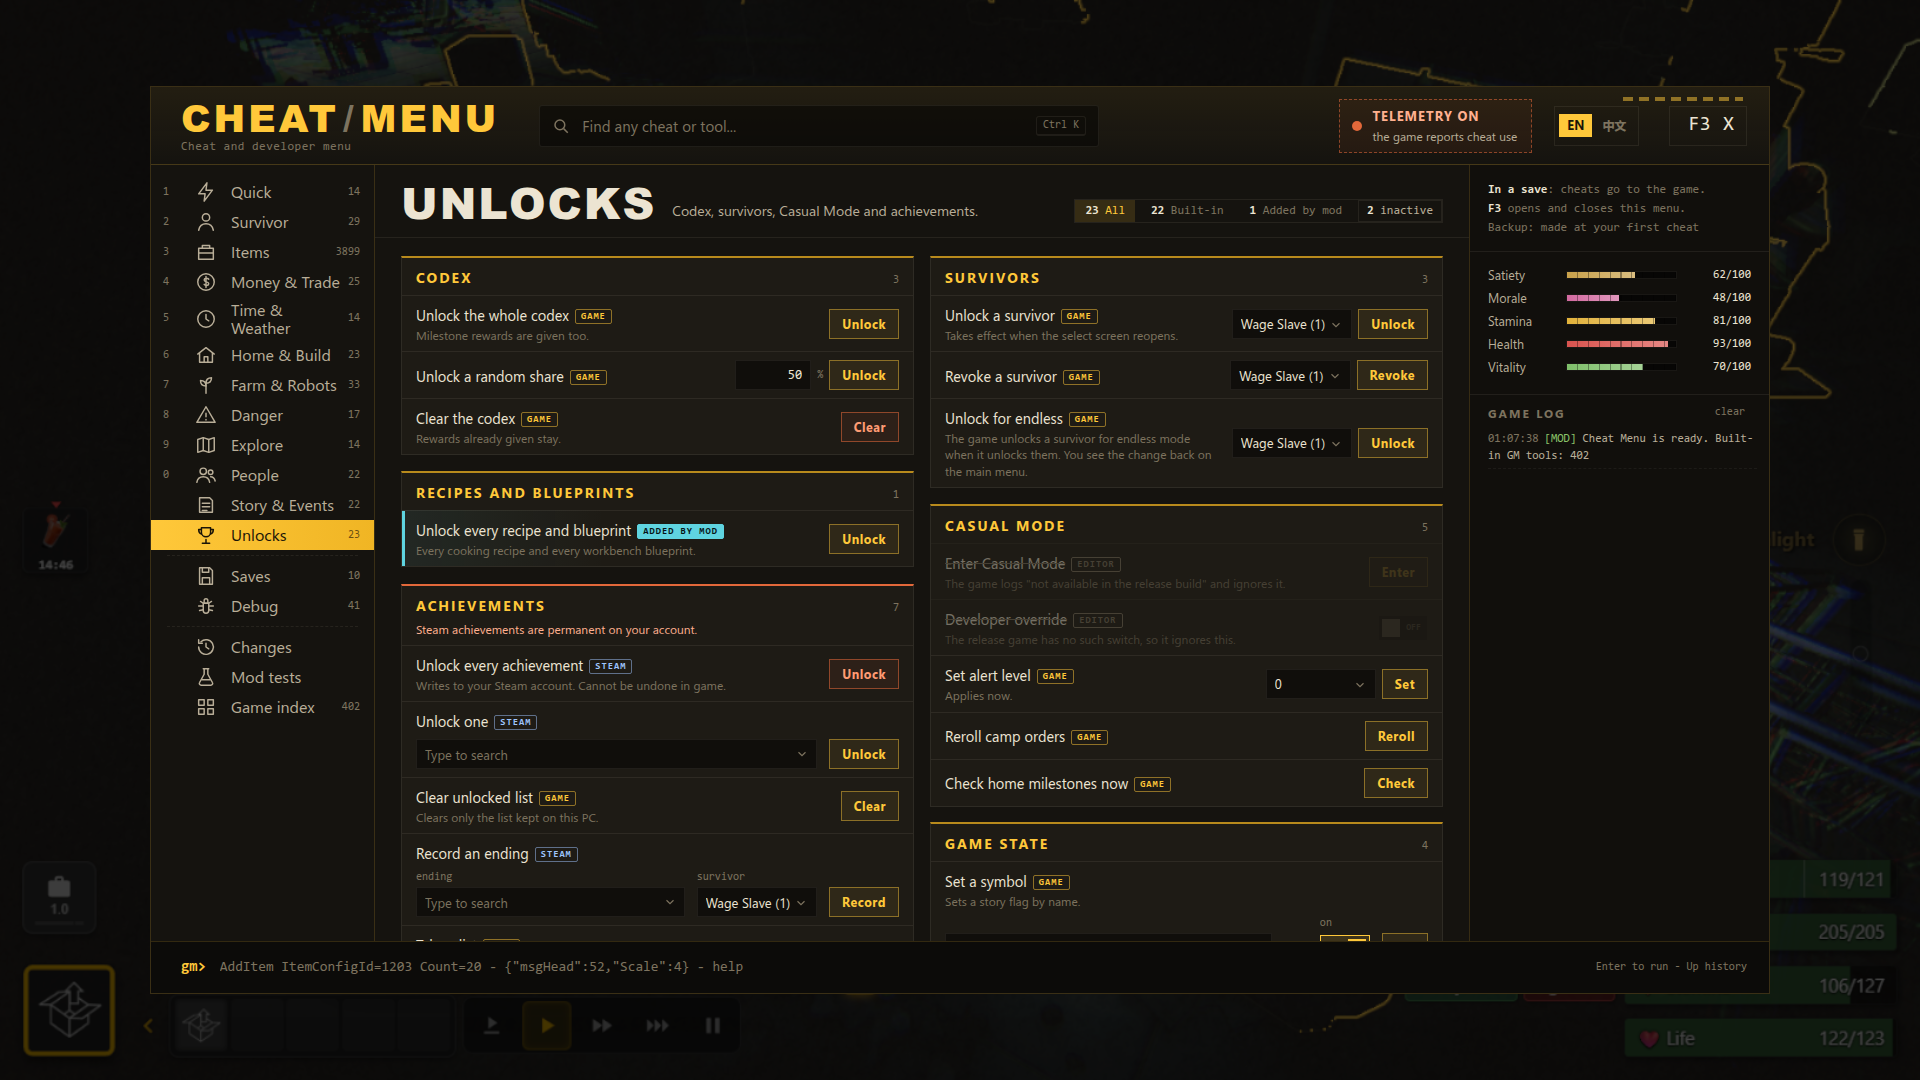 CHEAT/MENU
Cheat and developer menu
Find any cheat or tool...
Ctrl K
TELEMETRY ON
the game reports cheat use
EN 中文
F3 X
1 Quick 14
2 Survivor 29
3 Items 3899
4 Money & Trade 25
5 Time & Weather 14
6 Home & Build 23
7 Farm & Robots 33
8 Danger 17
9 Explore 14
0 People 22
Story & Events 22
Unlocks 23
Saves 10
Debug 41
Changes
Mod tests
Game index 402
UNLOCKS
Codex, survivors, Casual Mode and achievements.
23 All 22 Built-in 1 Added by mod 2 inactive
CODEX 3
Unlock the whole codex GAME
Milestone rewards are given too.
Unlock
Unlock a random share GAME
50 %
Unlock
Clear the codex GAME
Rewards already given stay.
Clear
RECIPES AND BLUEPRINTS 1
Unlock every recipe and blueprint ADDED BY MOD
Every cooking recipe and every workbench blueprint.
Unlock
ACHIEVEMENTS 7
Steam achievements are permanent on your account.
Unlock every achievement STEAM
Writes to your Steam account. Cannot be undone in game.
Unlock
Unlock one STEAM
Type to search
Unlock
Clear unlocked list GAME
Clears only the list kept on this PC.
Clear
Record an ending STEAM
ending survivor
Type to search Wage Slave (1) Record
SURVIVORS 3
Unlock a survivor GAME
Takes effect when the select screen reopens.
Wage Slave (1) Unlock
Revoke a survivor GAME
Wage Slave (1) Revoke
Unlock for endless GAME
The game unlocks a survivor for endless mode
when it unlocks them. You see the change back on
the main menu.
Wage Slave (1) Unlock
CASUAL MODE 5
Enter Casual Mode EDITOR
The game logs "not available in the release build" and ignores it.
Enter
Developer override EDITOR
The release game has no such switch, so it ignores this.
OFF
Set alert level GAME
Applies now.
0 Set
Reroll camp orders GAME
Reroll
Check home milestones now GAME
Check
GAME STATE 4
Set a symbol GAME
Sets a story flag by name.
on
In a save: cheats go to the game.
F3 opens and closes this menu.
Backup: made at your first cheat
Satiety 62/100
Morale 48/100
Stamina 81/100
Health 93/100
Vitality 70/100
GAME LOG clear
01:07:38 [MOD] Cheat Menu is ready. Built-
in GM tools: 402
gm> AddItem ItemConfigId=1203 Count=20 - {"msgHead":52,"Scale":4} - help
Enter to run - Up history
14:46
1.0
light
119/121
205/205
106/127
Life 122/123